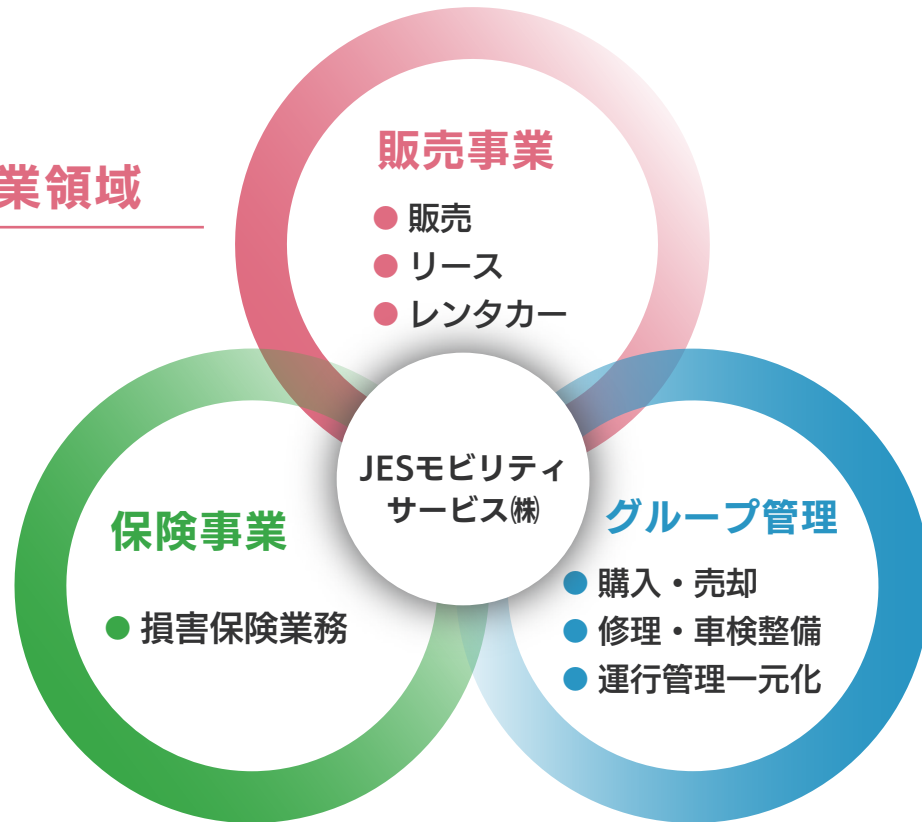 業領域
販売事業
● 販売
● リース
● レンタカー
JESモビリティ
サービス㈱
保険事業
● 損害保険業務
グループ管理
● 購入・売却
● 修理・車検整備
● 運行管理一元化